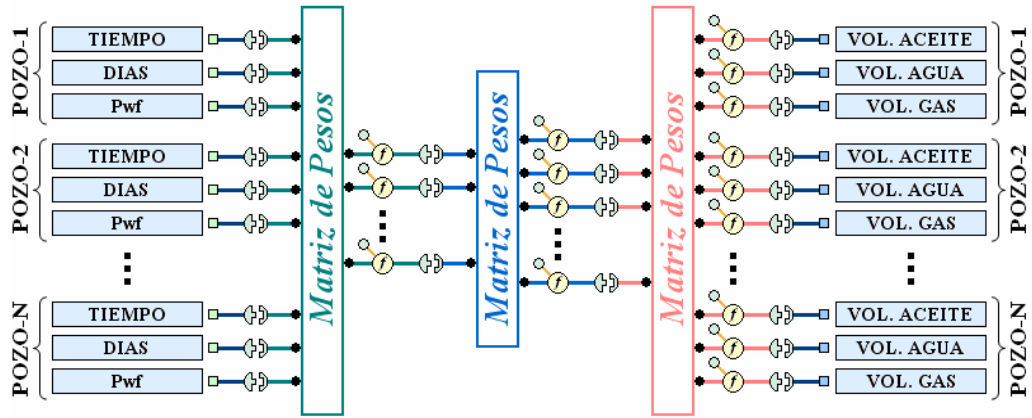 POZO-1
TIEMPO
DIAS
Pwf
POZO-2
TIEMPO
DIAS
Pwf
POZO-N
TIEMPO
DIAS
Pwf
Matriz de Pesos
f
f
f
Matriz de Pesos
f
f
f
f
Matriz de Pesos
f
f
f
f
f
f
f
f
f
VOL. ACEITE
VOL. AGUA
VOL. GAS
POZO-1
VOL. ACEITE
VOL. AGUA
VOL. GAS
POZO-2
VOL. ACEITE
VOL. AGUA
VOL. GAS
POZO-N